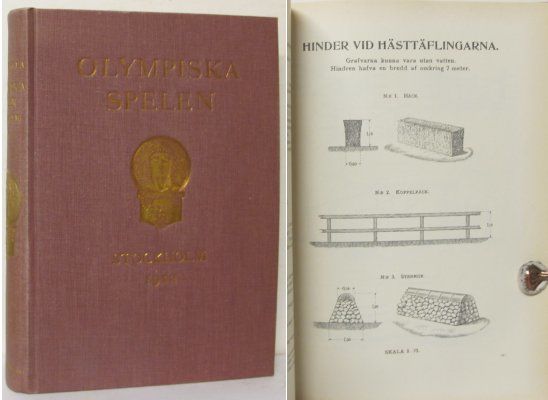 OLYMPISKA
SPELEN
STOCKHOLM
HINDER VID HÄSTTÄFLINGARNA.
Grafvarna kunna vara utan vatten.
Hindren hafva en bredd af omkring 7 meter.
N:R 1. HÄCK.
N:R 2. KOPPELRÄCK.
N:R 3. STENMUR.
SKALA 1:75.